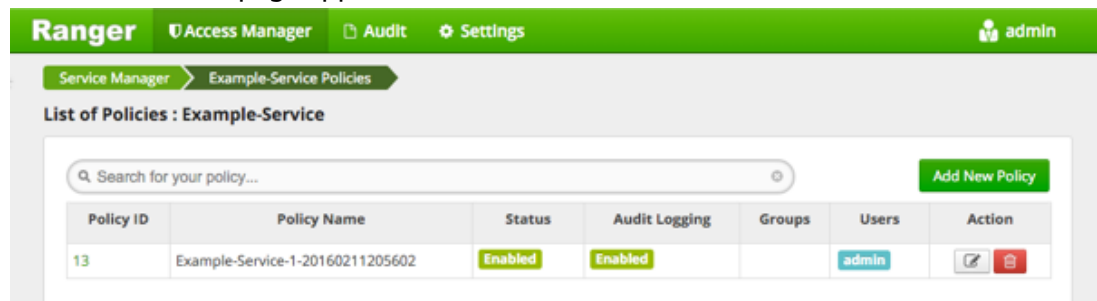 Ranger Access Manager Audit Settings admin
Service Manager Example-Service Policies
List of Policies : Example-Service
Search for your policy... Add New Policy
Policy ID Policy Name Status Audit Logging Groups Users Action
13 Example-Service-1-20160211205602 Enabled Enabled admin